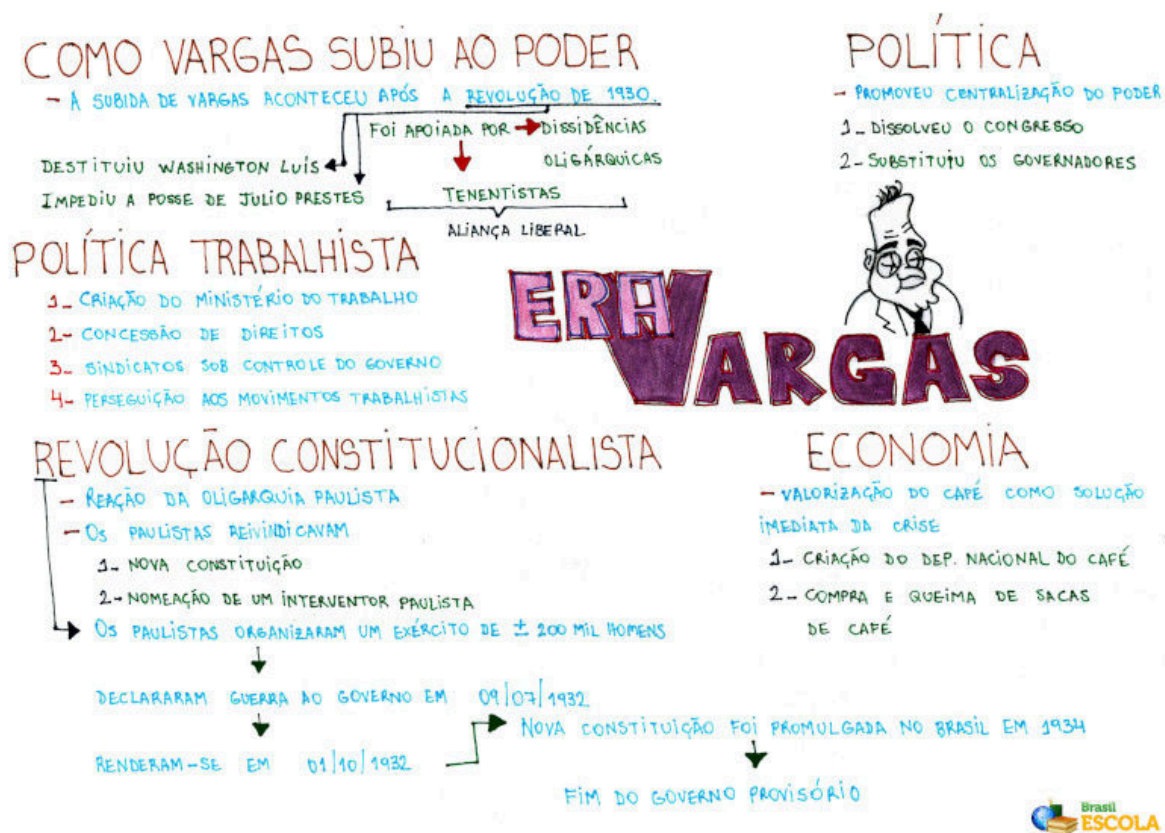 COMO VARGAS SUBIU AO PODER
- A SUBIDA DE VARGAS ACONTECEU APÓS A REVOLUÇÃO DE 1930.
FOI APOIADA POR
DISSIDÊNCIAS
OLIGÁRQUICAS
DESTITUIU WASHINGTON LUÍS
IMPEDIU A POSSE DE JULIO PRESTES
TENENTISTAS
ALIANÇA LIBERAL
POLÍTICA
- PROMOVEU CENTRALIZAÇÃO DO PODER
1- DISSOLVEU O CONGRESSO
2- SUBSTITUIU OS GOVERNADORES
POLÍTICA TRABALHISTA
1- CRIAÇÃO DO MINISTÉRIO DO TRABALHO
2- CONCESSÃO DE DIREITOS
3- SINDICATOS SOB CONTROLE DO GOVERNO
4- PERSEGUIÇÃO AOS MOVIMENTOS TRABALHISTAS
ERA
VARGAS
REVOLUÇÃO CONSTITUCIONALISTA
- REAÇÃO DA OLIGARQUIA PAULISTA
- OS PAULISTAS REIVINDICAVAM
1- NOVA CONSTITUIÇÃO
2- NOMEAÇÃO DE UM INTERVENTOR PAULISTA
OS PAULISTAS ORGANIZARAM UM EXÉRCITO DE ± 200 MIL HOMENS
DECLARARAM GUERRA AO GOVERNO EM 09/07/1932
RENDERAM-SE EM 01/10/1932
NOVA CONSTITUIÇÃO FOI PROMULGADA NO BRASIL EM 1934
FIM DO GOVERNO PROVISÓRIO
ECONOMIA
- VALORIZAÇÃO DO CAFÉ COMO SOLUÇÃO
IMEDIATA DA CRISE
1- CRIAÇÃO DO DEP. NACIONAL DO CAFÉ
2- COMPRA E QUEIMA DE SACAS
DE CAFÉ
Brasil
ESCOLA